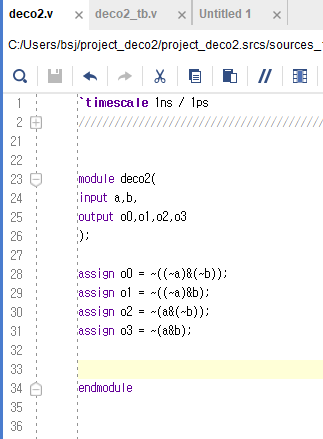 deco2.v × deco2_tb.v × Untitled 1 ×
C:/Users/bsj/project_deco2/project_deco2.srcs/sources_
1 `timescale 1ns / 1ps
2 ////////////////////////////////////////
21
22
23 module deco2(
24 input a,b,
25 output o0,o1,o2,o3
26 );
27
28 assign o0 = ~((~a)&(~b));
29 assign o1 = ~((~a)&b);
30 assign o2 = ~(a&(~b));
31 assign o3 = ~(a&b);
32
33
34 endmodule
35
36